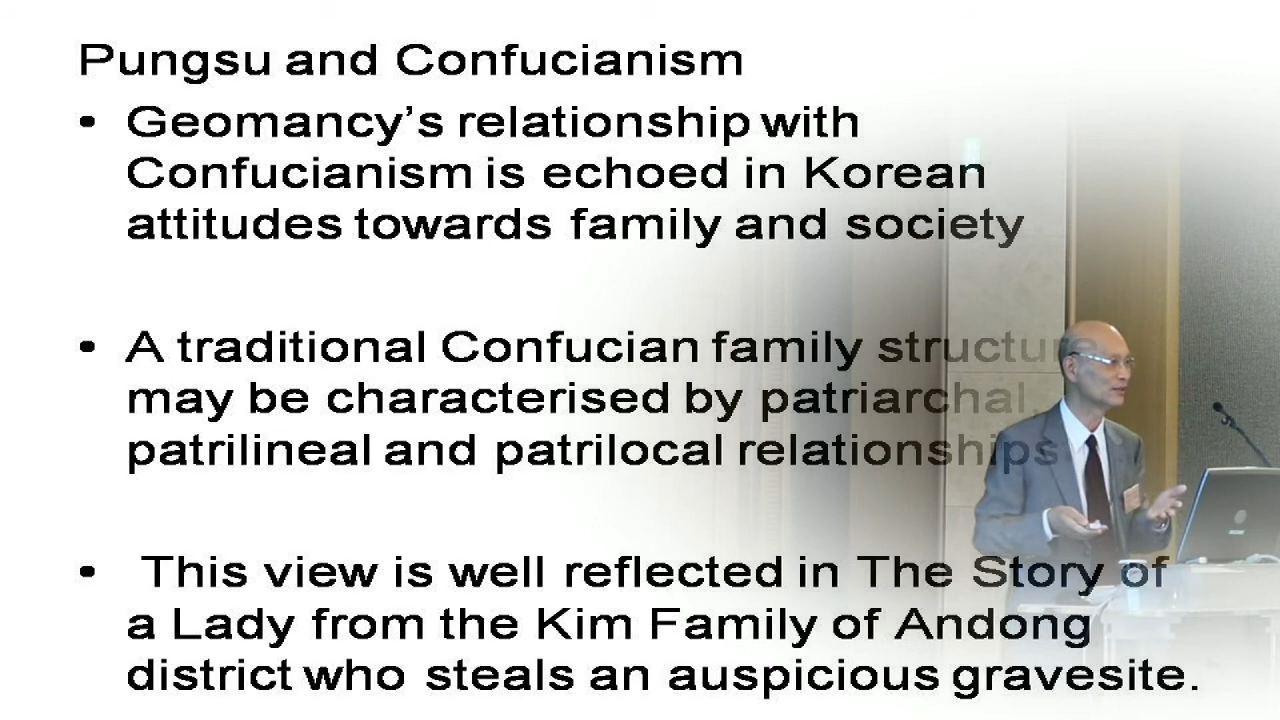 Pungsu and Confucianism
• Geomancy’s relationship with
Confucianism is echoed in Korean
attitudes towards family and society
• A traditional Confucian family structure
may be characterised by patriarchal,
patrilineal and patrilocal relationships
• This view is well reflected in The Story of
a Lady from the Kim Family of Andong
district who steals an auspicious gravesite.